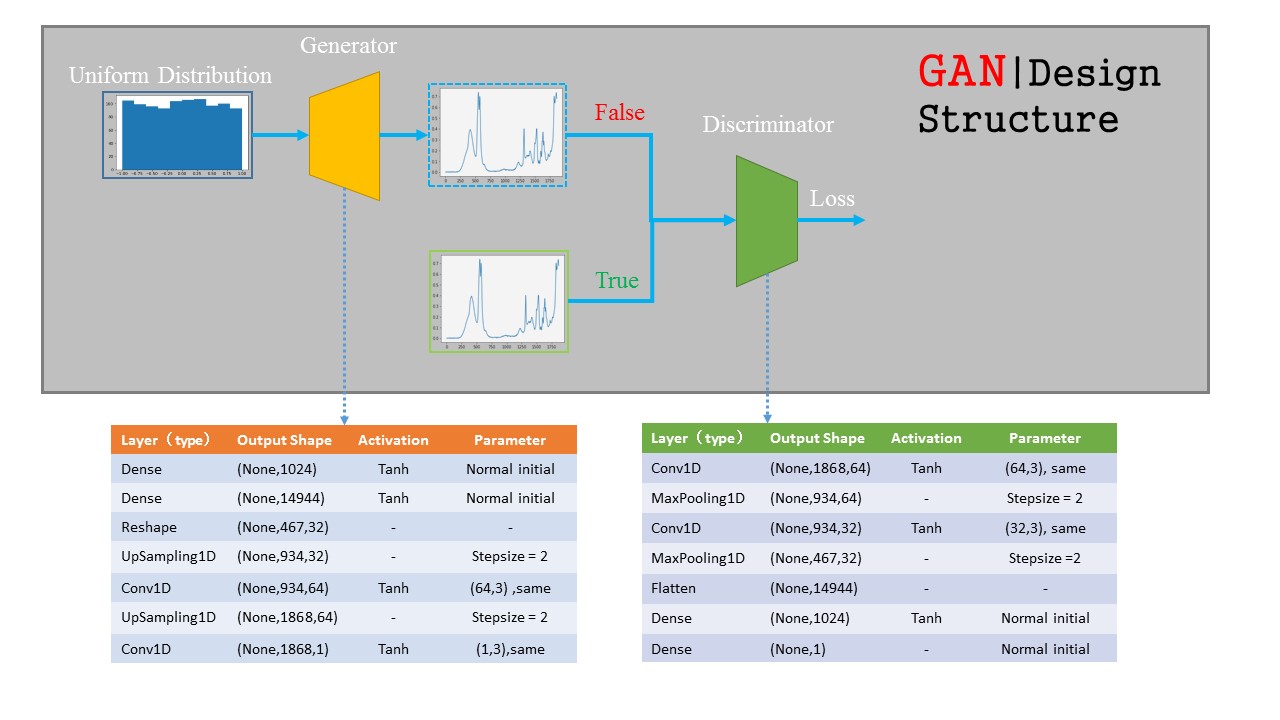 Generator
Uniform Distribution
GAN|Design
Structure
False
Discriminator
Loss
True
Layer（type） Output Shape Activation Parameter
Dense (None,1024) Tanh Normal initial
Dense (None,14944) Tanh Normal initial
Reshape (None,467,32) - -
UpSampling1D (None,934,32) - Stepsize = 2
Conv1D (None,934,64) Tanh (64,3) ,same
UpSampling1D (None,1868,64) - Stepsize = 2
Conv1D (None,1868,1) Tanh (1,3),same
Layer（type） Output Shape Activation Parameter
Conv1D (None,1868,64) Tanh (64,3), same
MaxPooling1D (None,934,64) - Stepsize = 2
Conv1D (None,934,32) Tanh (32,3), same
MaxPooling1D (None,467,32) - Stepsize =2
Flatten (None,14944) - -
Dense (None,1024) Tanh Normal initial
Dense (None,1) - Normal initial